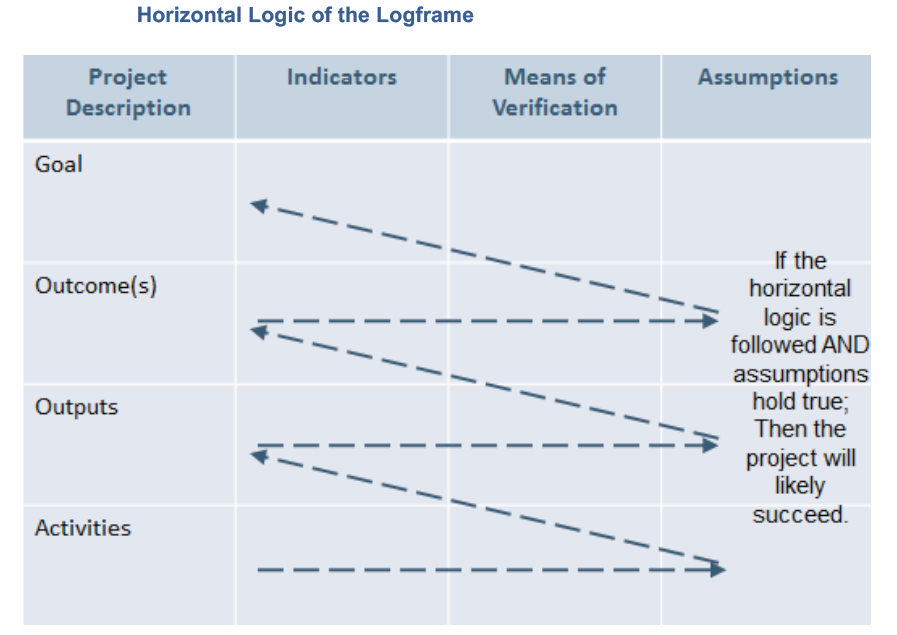 Horizontal Logic of the Logframe
Project
Description
Indicators
Means of
Verification
Assumptions
Goal
Outcome(s)
Outputs
Activities
If the
horizontal
logic is
followed AND
assumptions
hold true;
Then the
project will
likely
succeed.